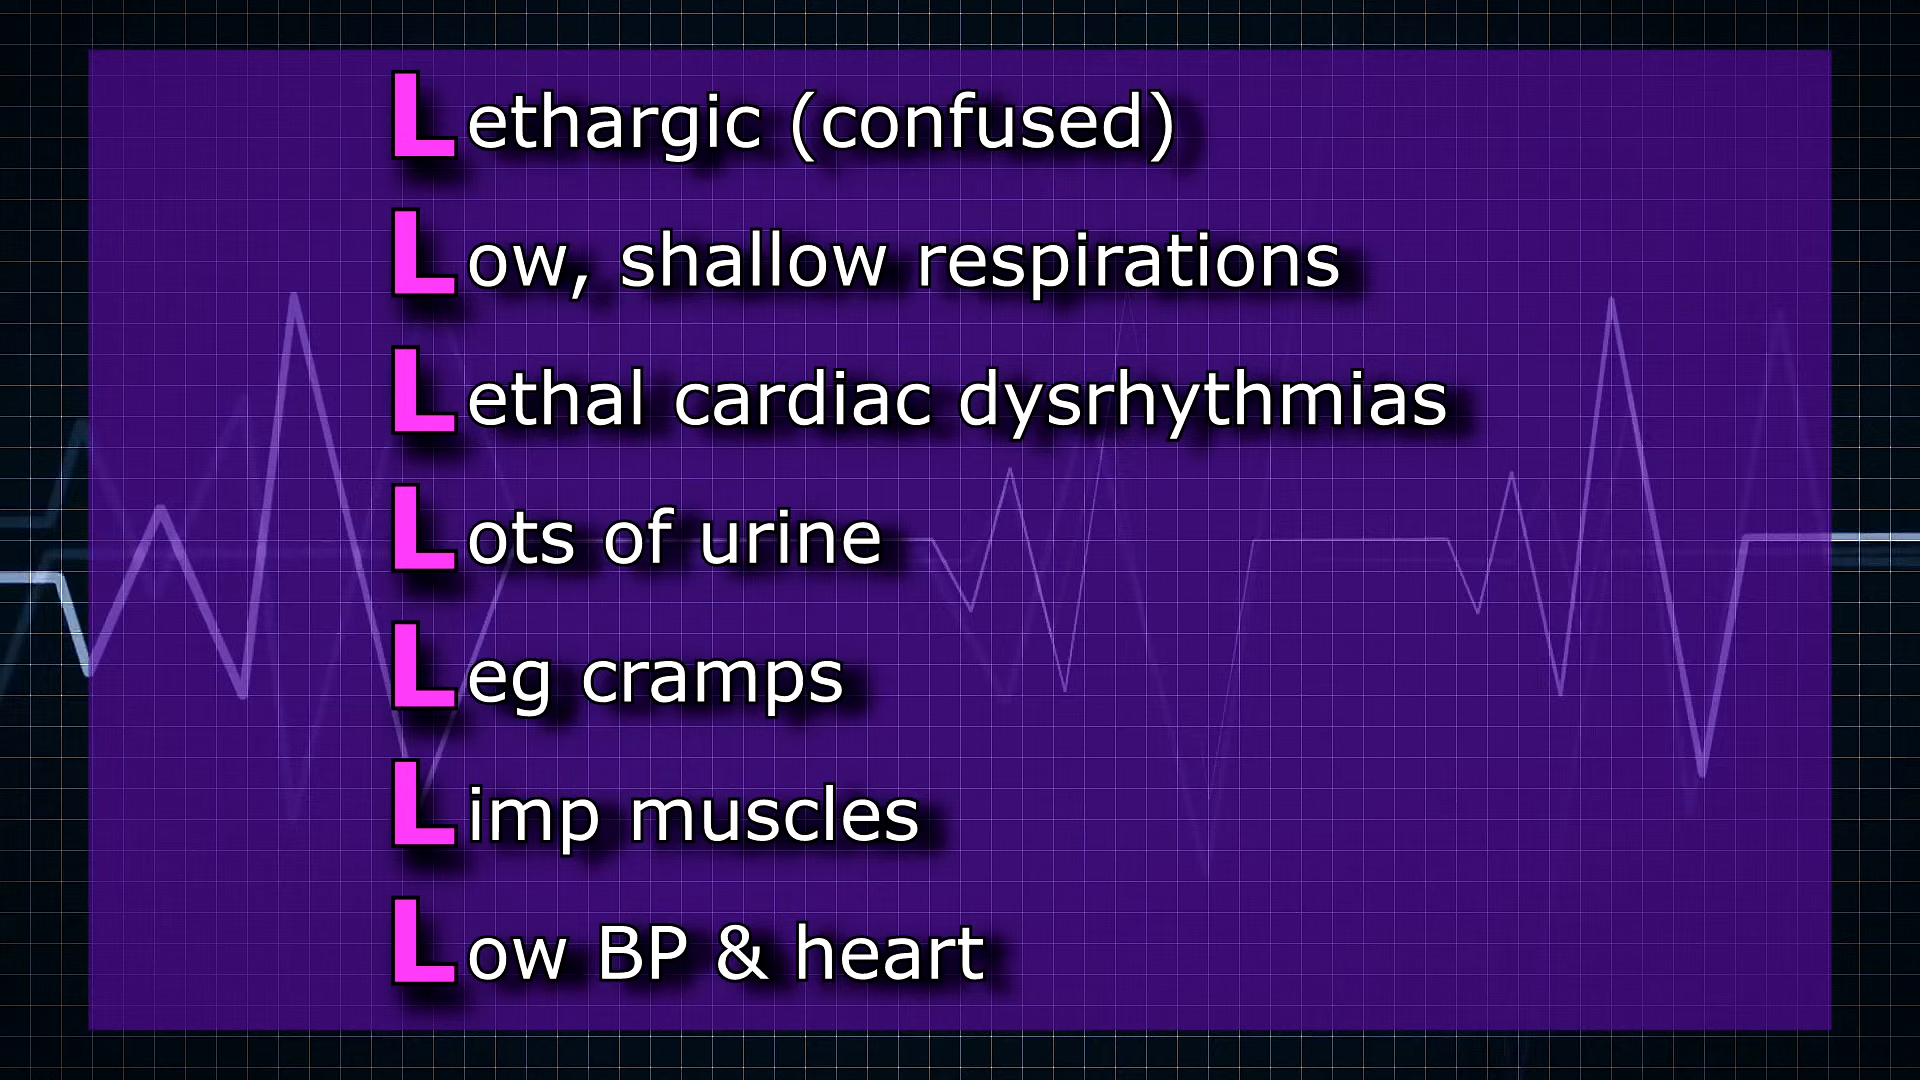 Lethargic (confused)
Low, shallow respirations
Lethal cardiac dysrhythmias
Lots of urine
Leg cramps
Limp muscles
Low BP & heart